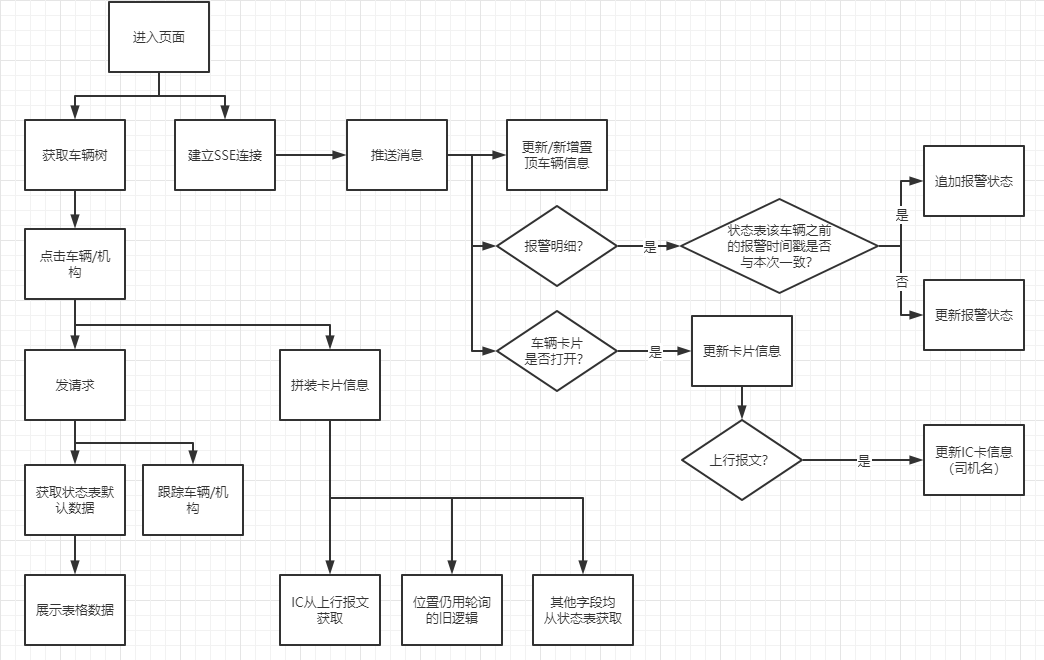 进入页面
获取车辆树
建立SSE连接
推送消息
更新/新增置
顶车辆信息
追加报警状态
是
报警明细?
是
状态表该车辆之前
的报警时间戳是否
与本次一致?
否
更新报警状态
点击车辆/机
构
车辆卡片
是否打开?
是
更新卡片信息
发请求
拼装卡片信息
上行报文?
是
更新IC卡信息
（司机名）
获取状态表默
认数据
跟踪车辆/机
构
展示表格数据
IC从上行报文
获取
位置仍用轮询
的旧逻辑
其他字段均
从状态表获取